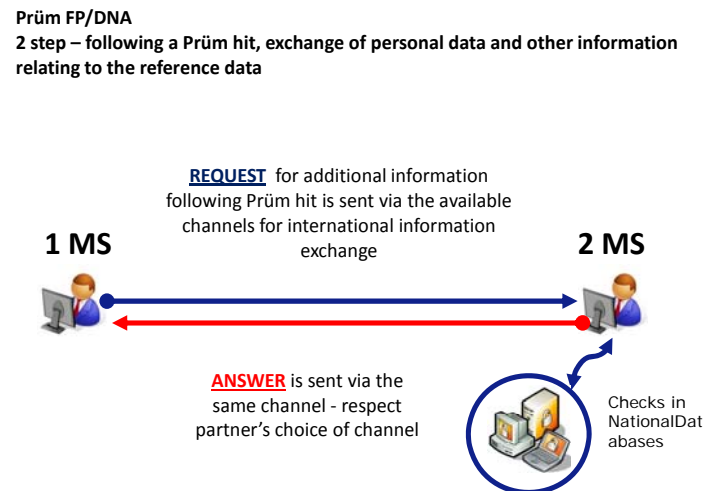 Prüm FP/DNA
2 step – following a Prüm hit, exchange of personal data and other information
relating to the reference data
REQUEST for additional information
following Prüm hit is sent via the available
channels for international information
exchange
1 MS
2 MS
ANSWER is sent via the
same channel - respect
partner's choice of channel
Checks in
NationalDat
abases